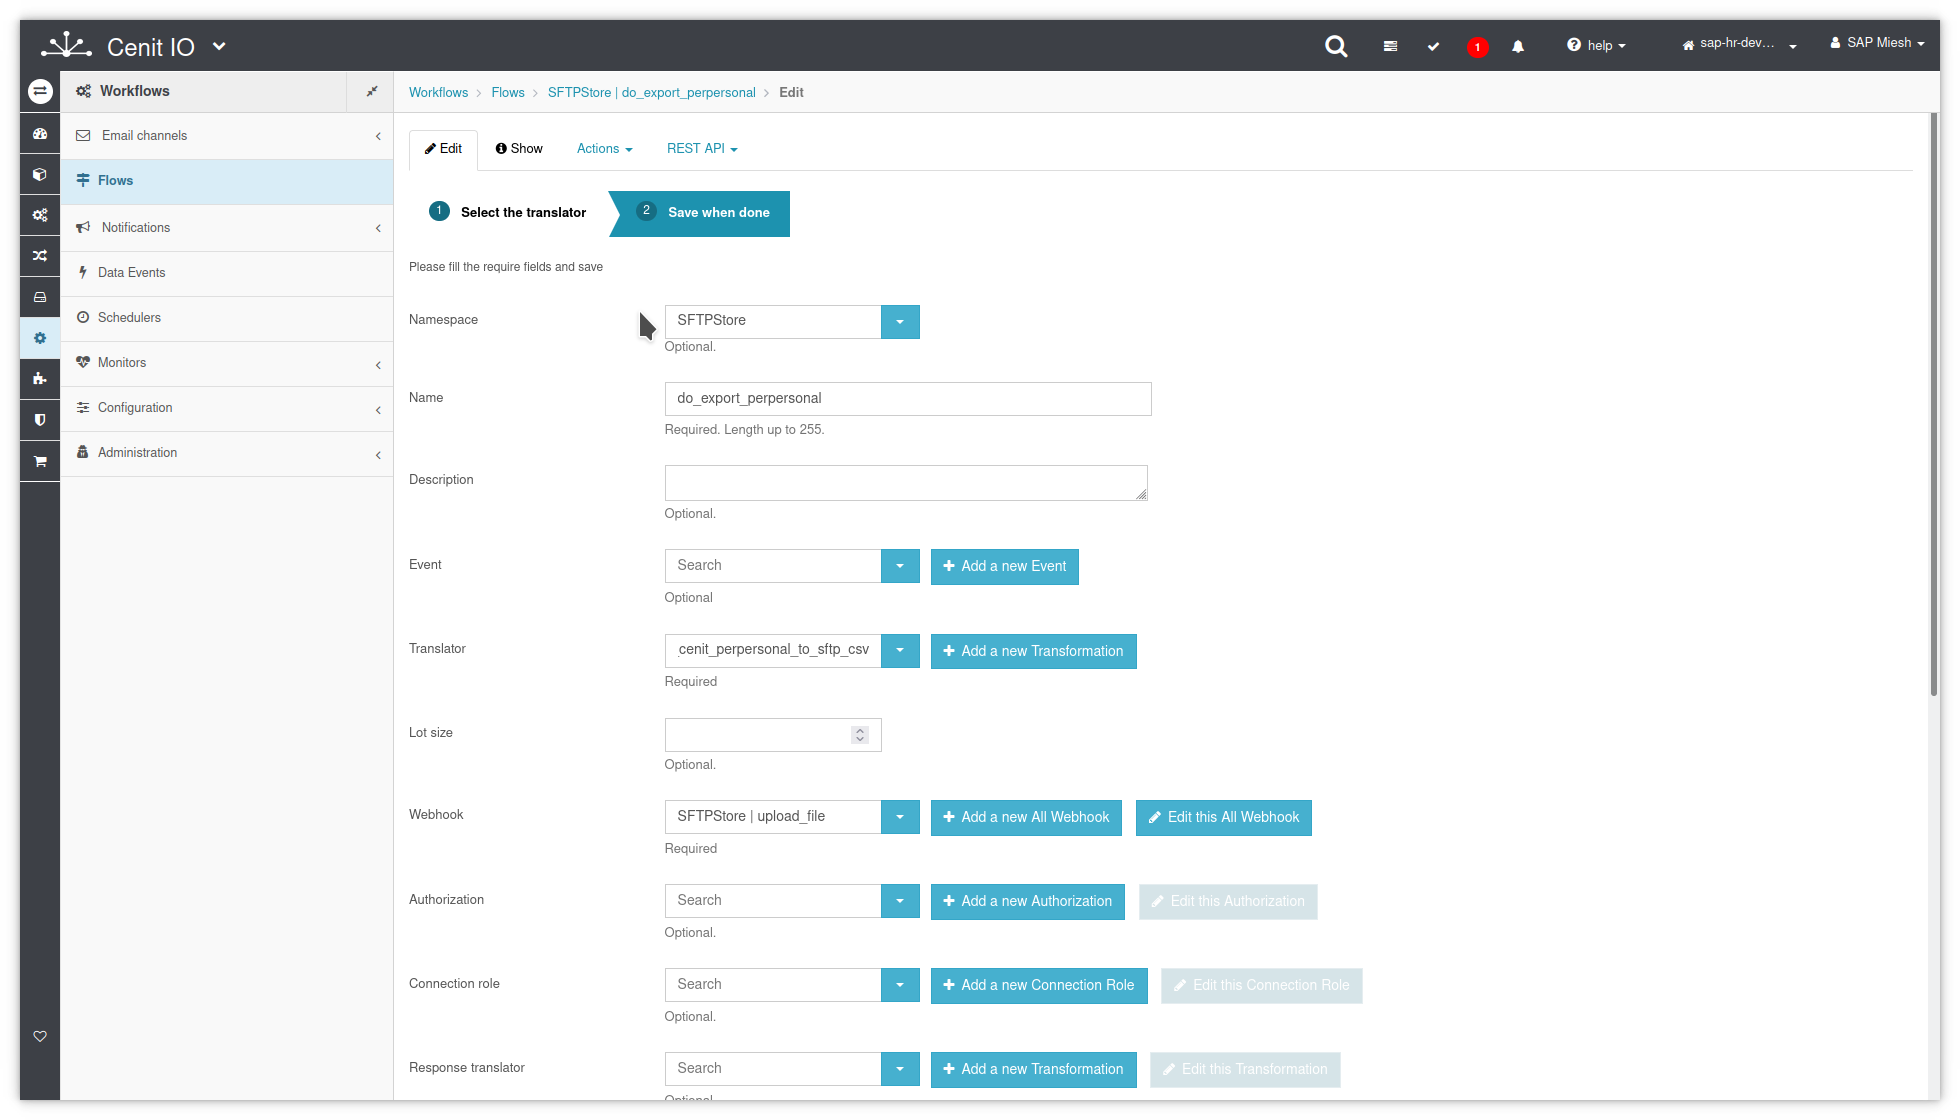 Cenit IO
1
help
sap-hr-dev...
SAP Miesh
Workflows
Workflows > Flows > SFTPStore | do_export_perpersonal > Edit
Email channels
Flows
Notifications
Data Events
Schedulers
Monitors
Configuration
Administration
Edit
Show
Actions
REST API
1 Select the translator
2 Save when done
Please fill the require fields and save
Namespace
SFTPStore
Optional.
Name
do_export_perpersonal
Required. Length up to 255.
Description
Optional.
Event
Search
Add a new Event
Optional
Translator
cenit_perpersonal_to_sftp_csv
Add a new Transformation
Required
Lot size
Optional.
Webhook
SFTPStore | upload_file
Add a new All Webhook
Edit this All Webhook
Required
Authorization
Search
Add a new Authorization
Edit this Authorization
Optional.
Connection role
Search
Add a new Connection Role
Edit this Connection Role
Optional.
Response translator
Search
Add a new Transformation
Edit this Transformation
Optional